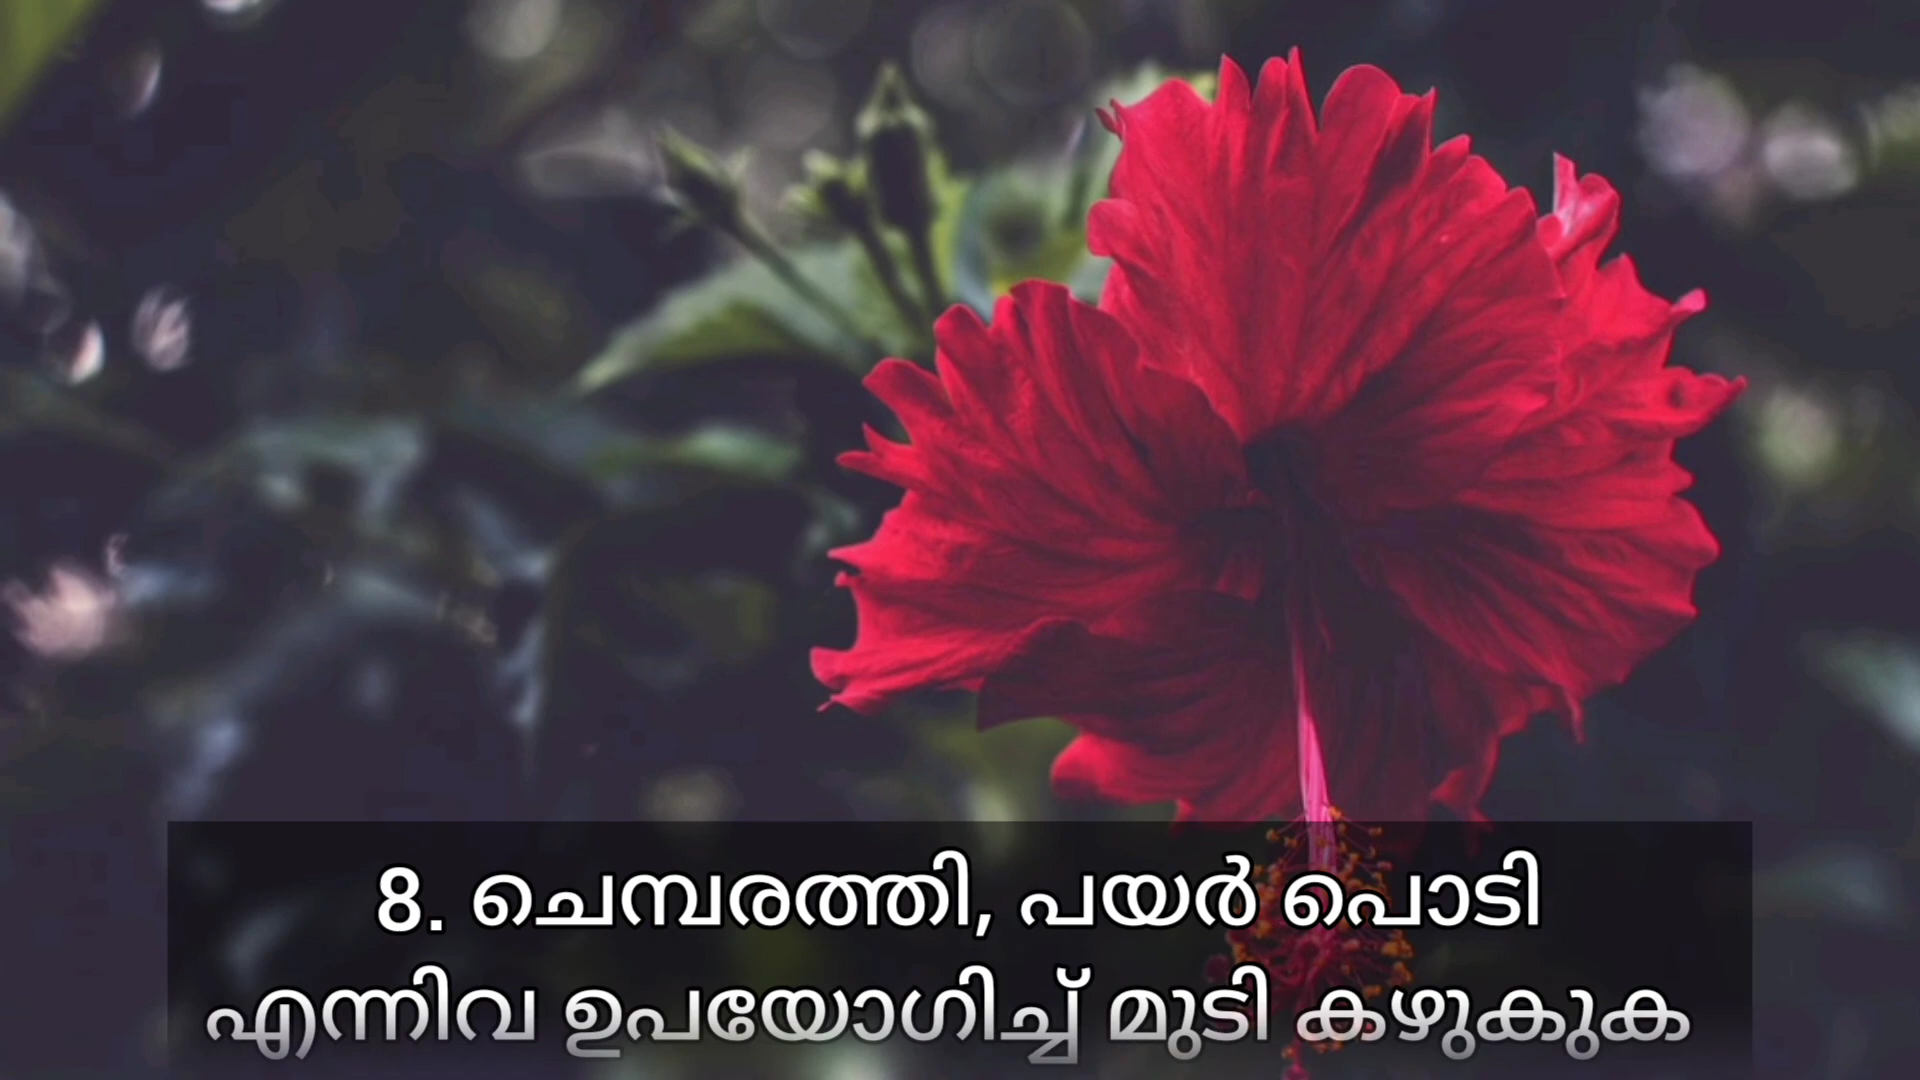 8. ചെമ്പരത്തി, പയർ പൊടി
എന്നിവ ഉപയോഗിച്ച് മുടി കഴുകുക